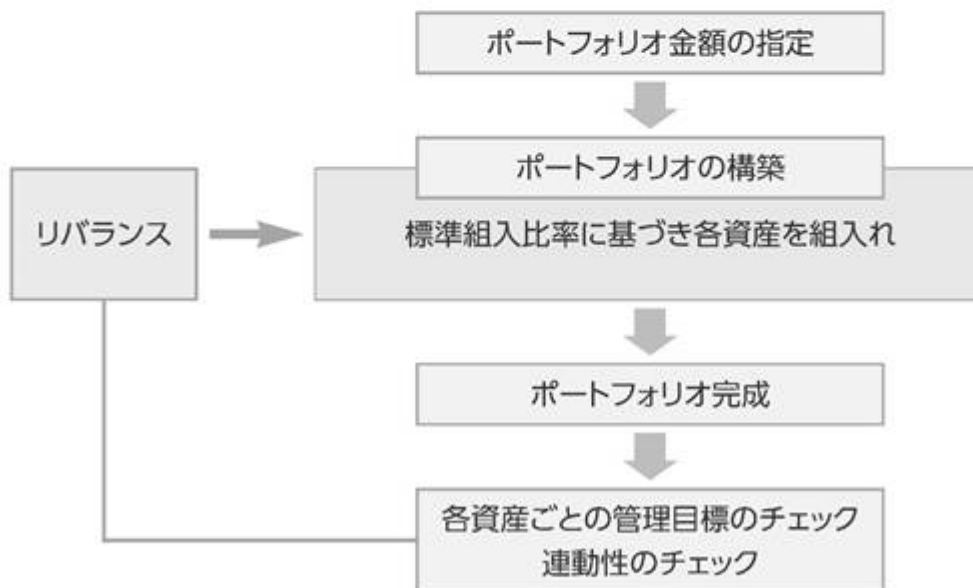 ポートフォリオ金額の指定
ポートフォリオの構築
リバランス
標準組入比率に基づき各資産を組入れ
ポートフォリオ完成
各資産ごとの管理目標のチェック
連動性のチェック